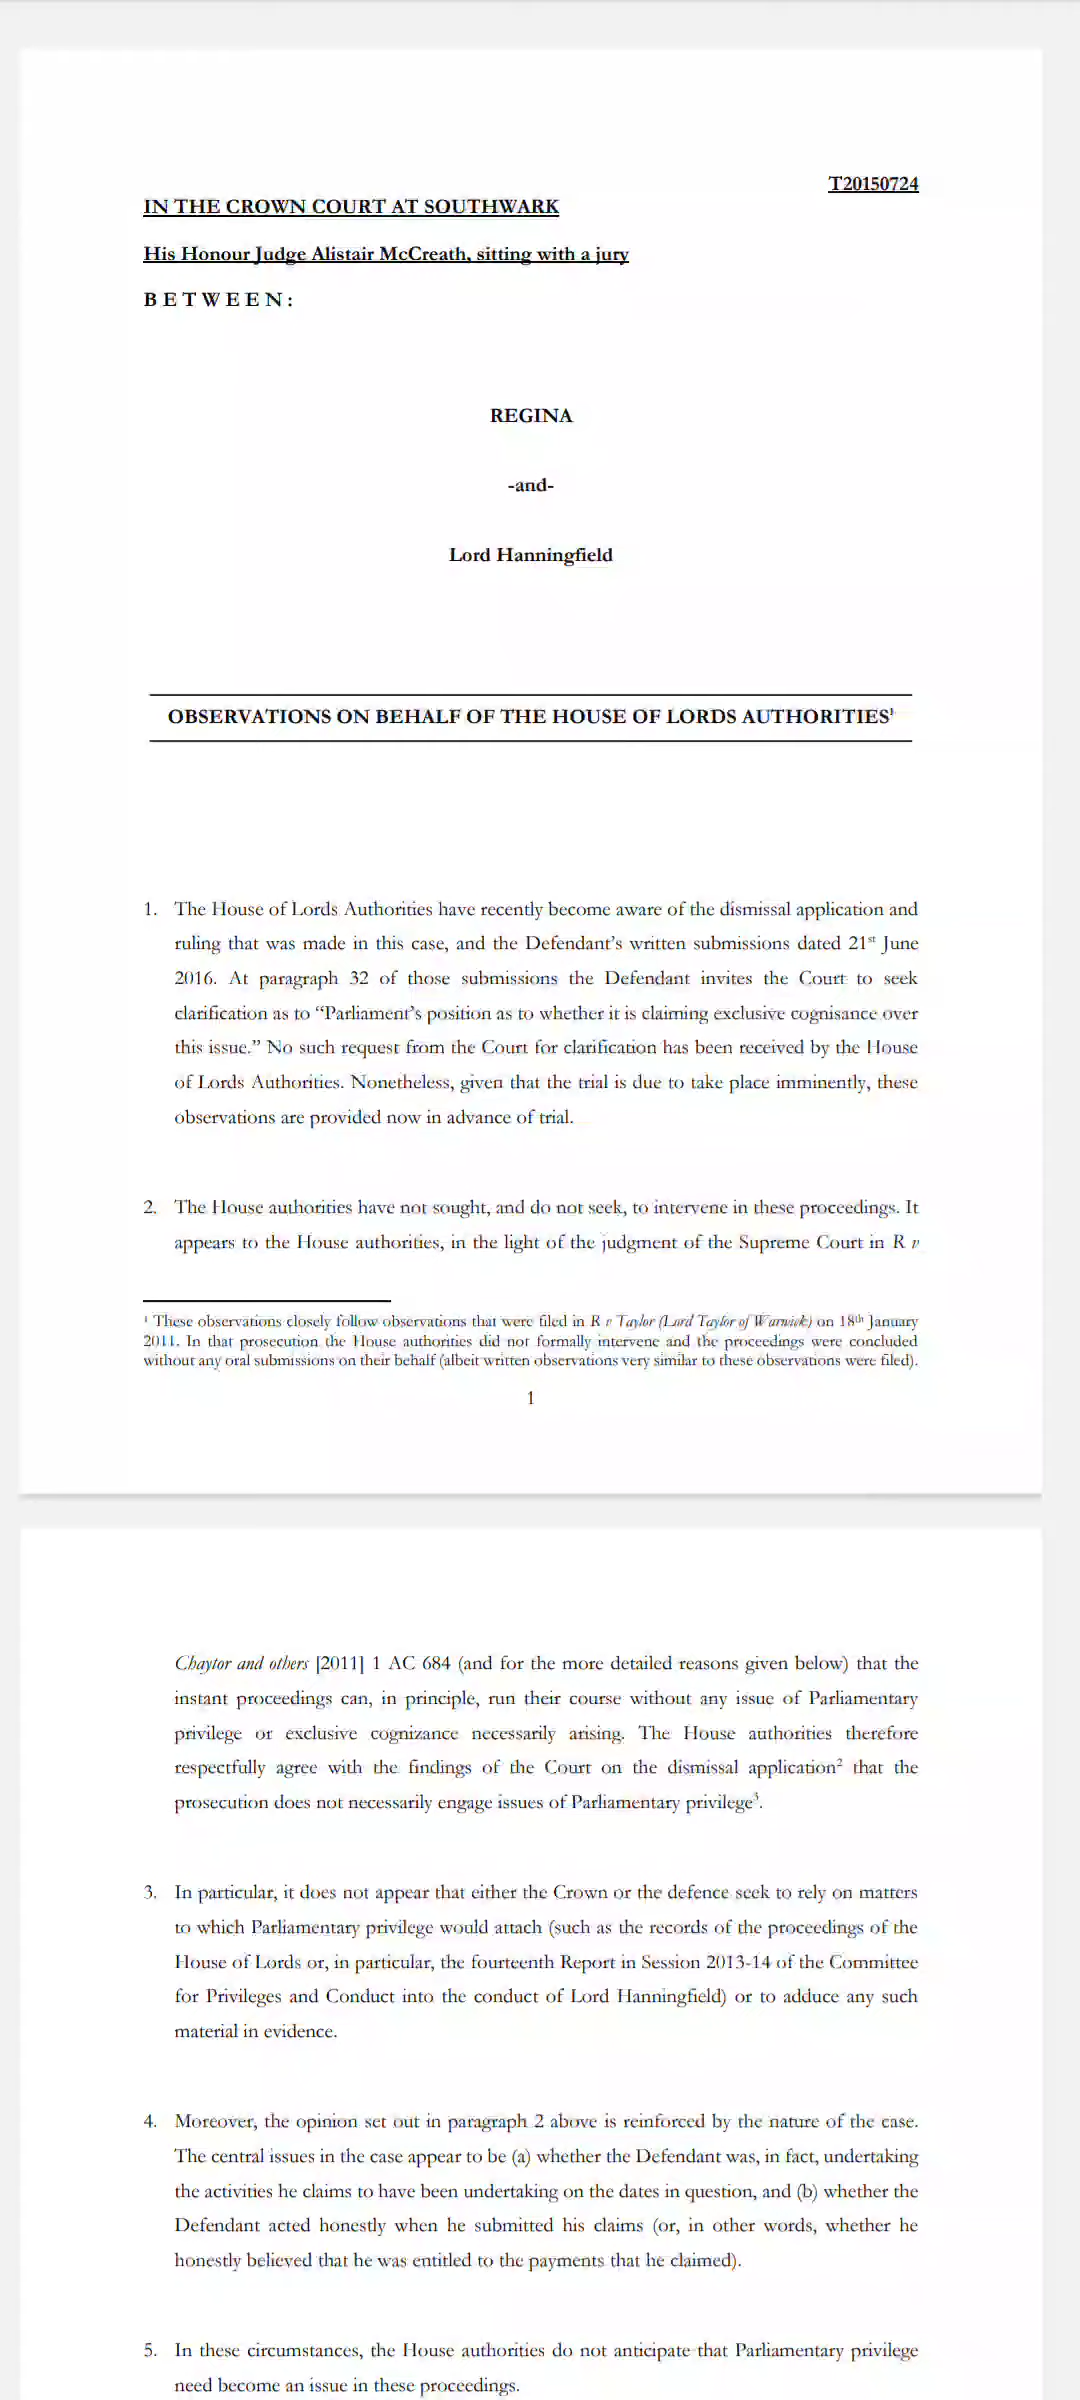 T20150724
IN THE CROWN COURT AT SOUTHWARK
His Honour Judge Alistair McCreath, sitting with a jury
B E T W E E N :
REGINA
-and-
Lord Hanningfield
OBSERVATIONS ON BEHALF OF THE HOUSE OF LORDS AUTHORITIES¹
1. The House of Lords Authorities have recently become aware of the dismissal application and
ruling that was made in this case, and the Defendant's written submissions dated 21st June
2016. At paragraph 32 of those submissions the Defendant invites the Court to seek
clarification as to “Parliament's position as to whether it is claiming exclusive cognisance over
this issue.” No such request from the Court for clarification has been received by the House
of Lords Authorities. Nonetheless, given that the trial is due to take place imminently, these
observations are provided now in advance of trial.
2. The House authorities have not sought, and do not seek, to intervene in these proceedings. It
appears to the House authorities, in the light of the judgment of the Supreme Court in R v
¹ These observations closely follow observations that were filed in R v Taylor (Lord Taylor of Warwick) on 18th January
2011. In that prosecution the House authorities did not formally intervene and the proceedings were concluded
without any oral submissions on their behalf (albeit written observations very similar to these observations were filed).
1
Chaytor and others [2011] 1 AC 684 (and for the more detailed reasons given below) that the
instant proceedings can, in principle, run their course without any issue of Parliamentary
privilege or exclusive cognizance necessarily arising. The House authorities therefore
respectfully agree with the findings of the Court on the dismissal application² that the
prosecution does not necessarily engage issues of Parliamentary privilege³.
3. In particular, it does not appear that either the Crown or the defence seek to rely on matters
to which Parliamentary privilege would attach (such as the records of the proceedings of the
House of Lords or, in particular, the fourteenth Report in Session 2013-14 of the Committee
for Privileges and Conduct into the conduct of Lord Hanningfield) or to adduce any such
material in evidence.
4. Moreover, the opinion set out in paragraph 2 above is reinforced by the nature of the case.
The central issues in the case appear to be (a) whether the Defendant was, in fact, undertaking
the activities he claims to have been undertaking on the dates in question, and (b) whether the
Defendant acted honestly when he submitted his claims (or, in other words, whether he
honestly believed that he was entitled to the payments that he claimed).
5. In these circumstances, the House authorities do not anticipate that Parliamentary privilege
need become an issue in these proceedings.